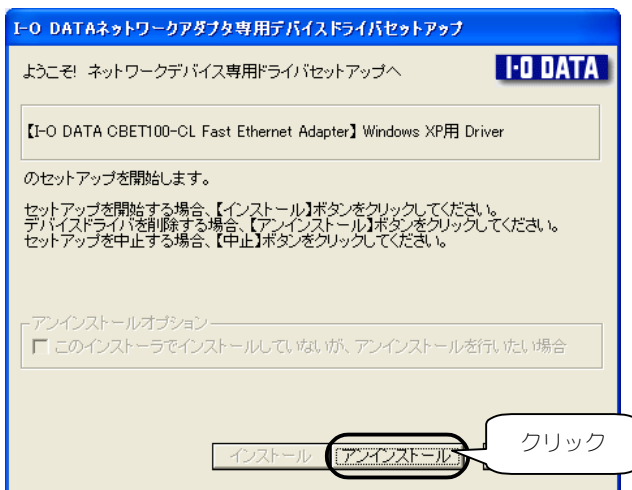 I-O DATAネットワークアダプタ専用デバイスドライバセットアップ
ようこそ! ネットワークデバイス専用ドライバセットアップへ
I·O DATA
【I-O DATA CBET100-CL Fast Ethernet Adapter】 Windows XP用 Driver
のセットアップを開始します。
セットアップを開始する場合、【インストール】ボタンをクリックしてください。
デバイスドライバを削除する場合、【アンインストール】ボタンをクリックしてください。
セットアップを中止する場合、【中止】ボタンをクリックしてください。
アンインストールオプション
このインストーラでインストールしていないが、アンインストールを行いたい場合
インストール
アンインストール
クリック